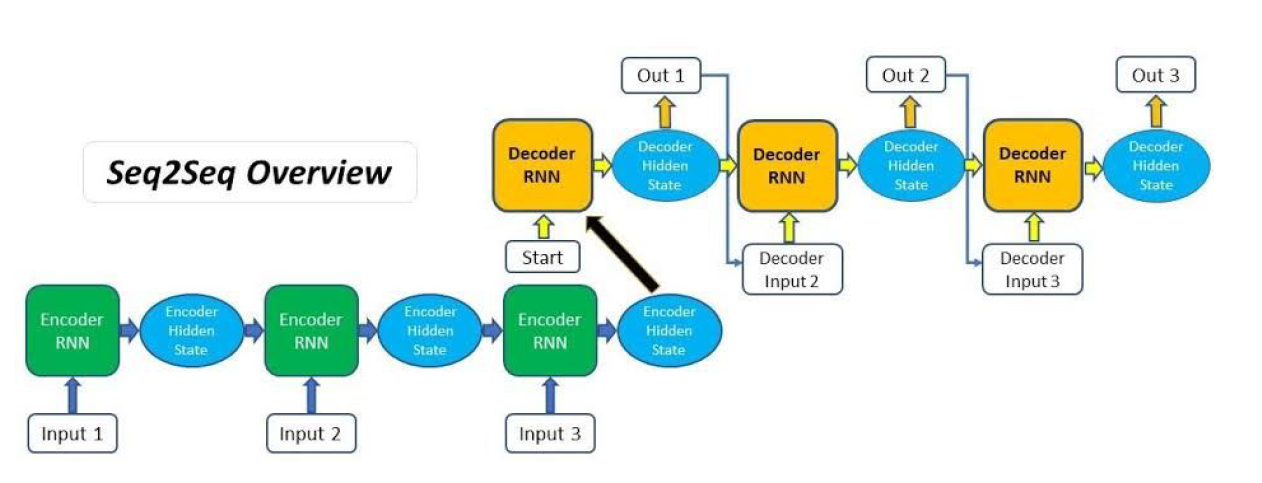 Seq2Seq Overview
Out 1
Out 2
Out 3
Decoder
RNN
Decoder
Hidden
State
Decoder
RNN
Decoder
Hidden
State
Decoder
RNN
Decoder
Hidden
State
Start
Decoder
Input 2
Decoder
Input 3
Encoder
RNN
Encoder
Hidden
State
Encoder
RNN
Encoder
Hidden
State
Encoder
RNN
Encoder
Hidden
State
Input 1
Input 2
Input 3